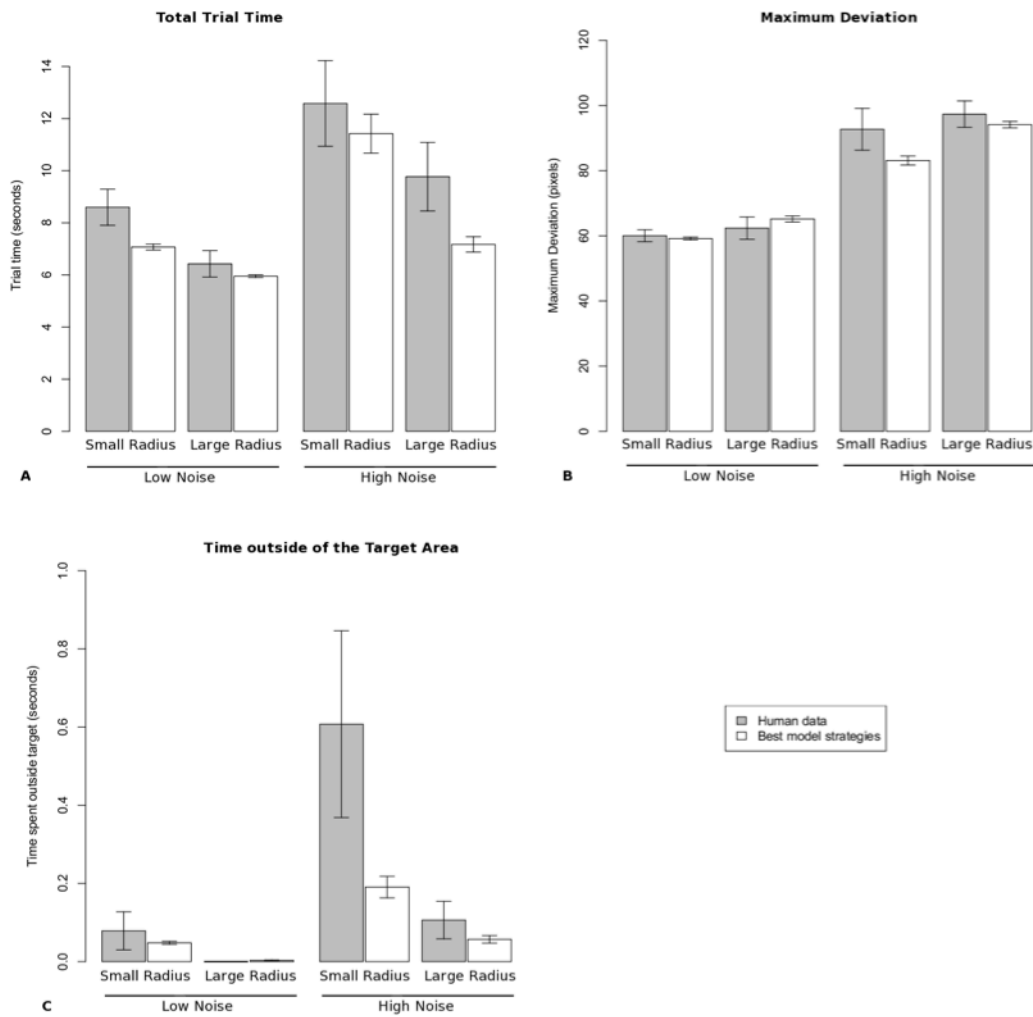 Total Trial Time
Trial time (seconds)
14
12
10
8
6
4
2
0
Small Radius Large Radius Small Radius Large Radius
Low Noise High Noise
A
Maximum Deviation
Maximum Deviation (pixels)
120
100
80
60
40
20
0
Small Radius Large Radius Small Radius Large Radius
Low Noise High Noise
B
Time outside of the Target Area
Time spent outside target (seconds)
1.0
0.8
0.6
0.4
0.2
0.0
Small Radius Large Radius Small Radius Large Radius
Low Noise High Noise
C
Human data
Best model strategies